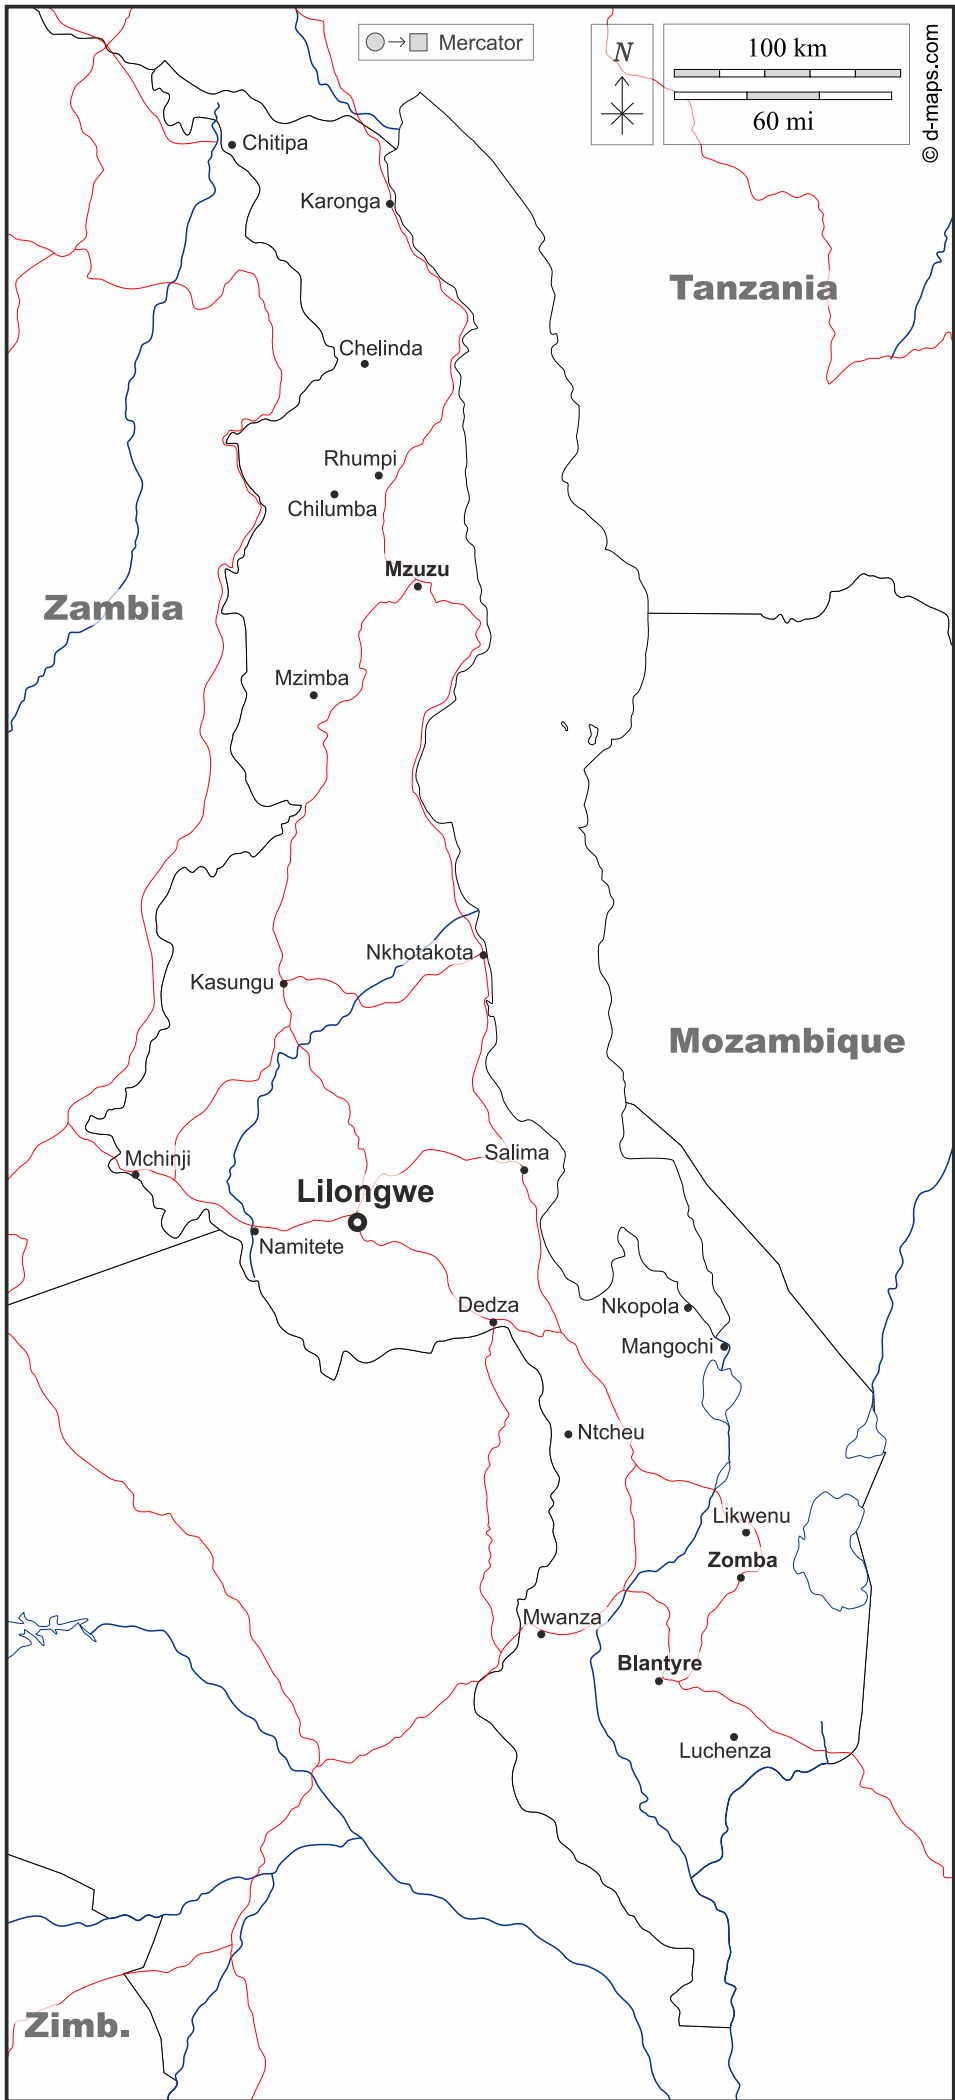 Mercator
N
100 km
60 mi
© d-maps.com
Chitipa
Karonga
Tanzania
Chelinda
Rhumpi
Chilumba
Mzuzu
Zambia
Mzimba
Nkhotakota
Kasungu
Mozambique
Salima
Mchinji
Lilongwe
Namitete
Dedza
Nkopola
Mangochi
Ntcheu
Likwenu
Zomba
Mwanza
Blantyre
Luchenza
Zimb.